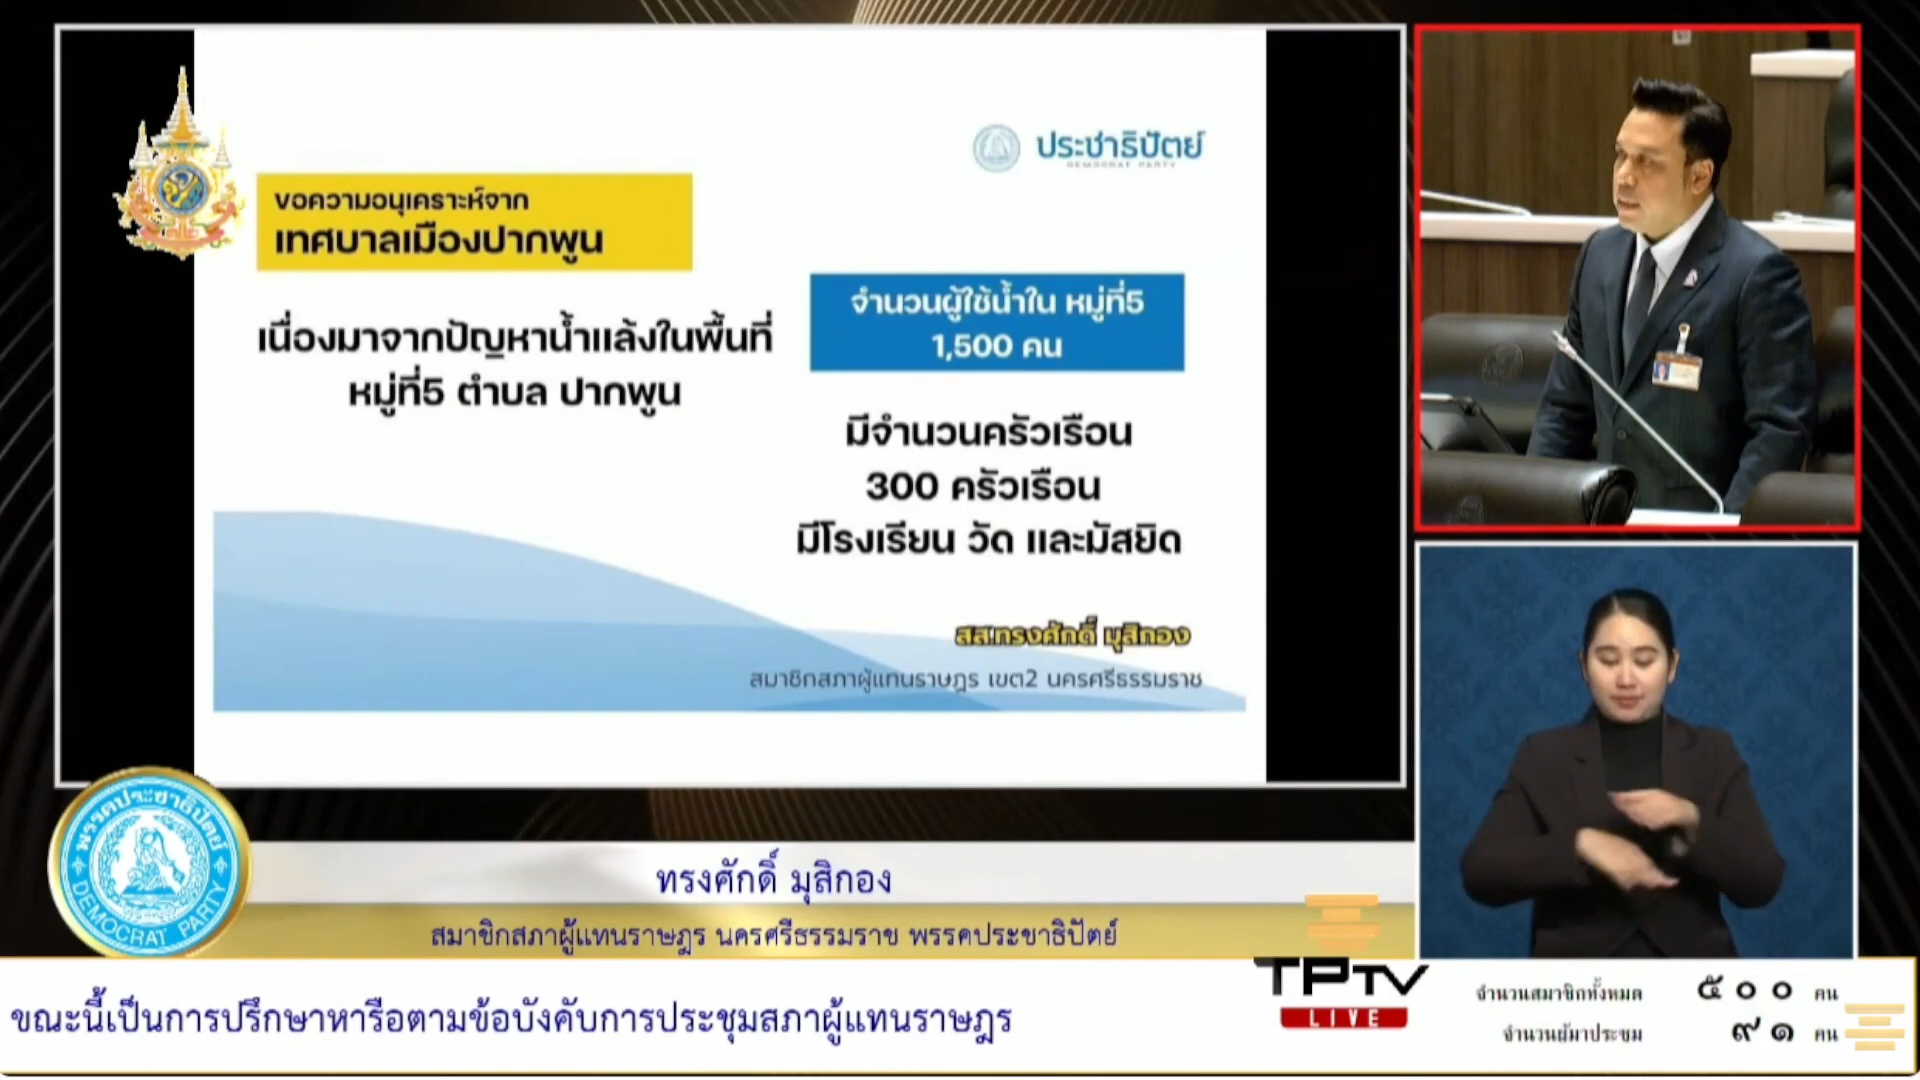 ประชาธิปัตย์
DEMOCRAT PARTY
ขอความอนุเคราะห์จาก
เทศบาลเมืองปากพูน
เนื่องมาจากปัญหาน้ำแล้งในพื้นที่
หมู่ที่5 ตำบล ปากพูน
จำนวนผู้ใช้น้ำใน หมู่ที่5
1,500 คน
มีจำนวนครัวเรือน
300 ครัวเรือน
มีโรงเรียน วัด และมัสยิด
สส.ทรงศักดิ์ มุสิกอง
สมาชิกสภาผู้แทนราษฎร เขต2 นครศรีธรรมราช
พรรคประชาธิปัตย์
DEMOCRAT PARTY
ทรงศักดิ์ มุสิกอง
สมาชิกสภาผู้แทนราษฎร นครศรีธรรมราช พรรคประชาธิปัตย์
ขณะนี้เป็นการปรึกษาหารือตามข้อบังคับการประชุมสภาผู้แทนราษฎร
TPTV
LIVE
จำนวนสมาชิกทั้งหมด ๕๐๐ คน
จำนวนผู้มาประชุม ๙๑ คน